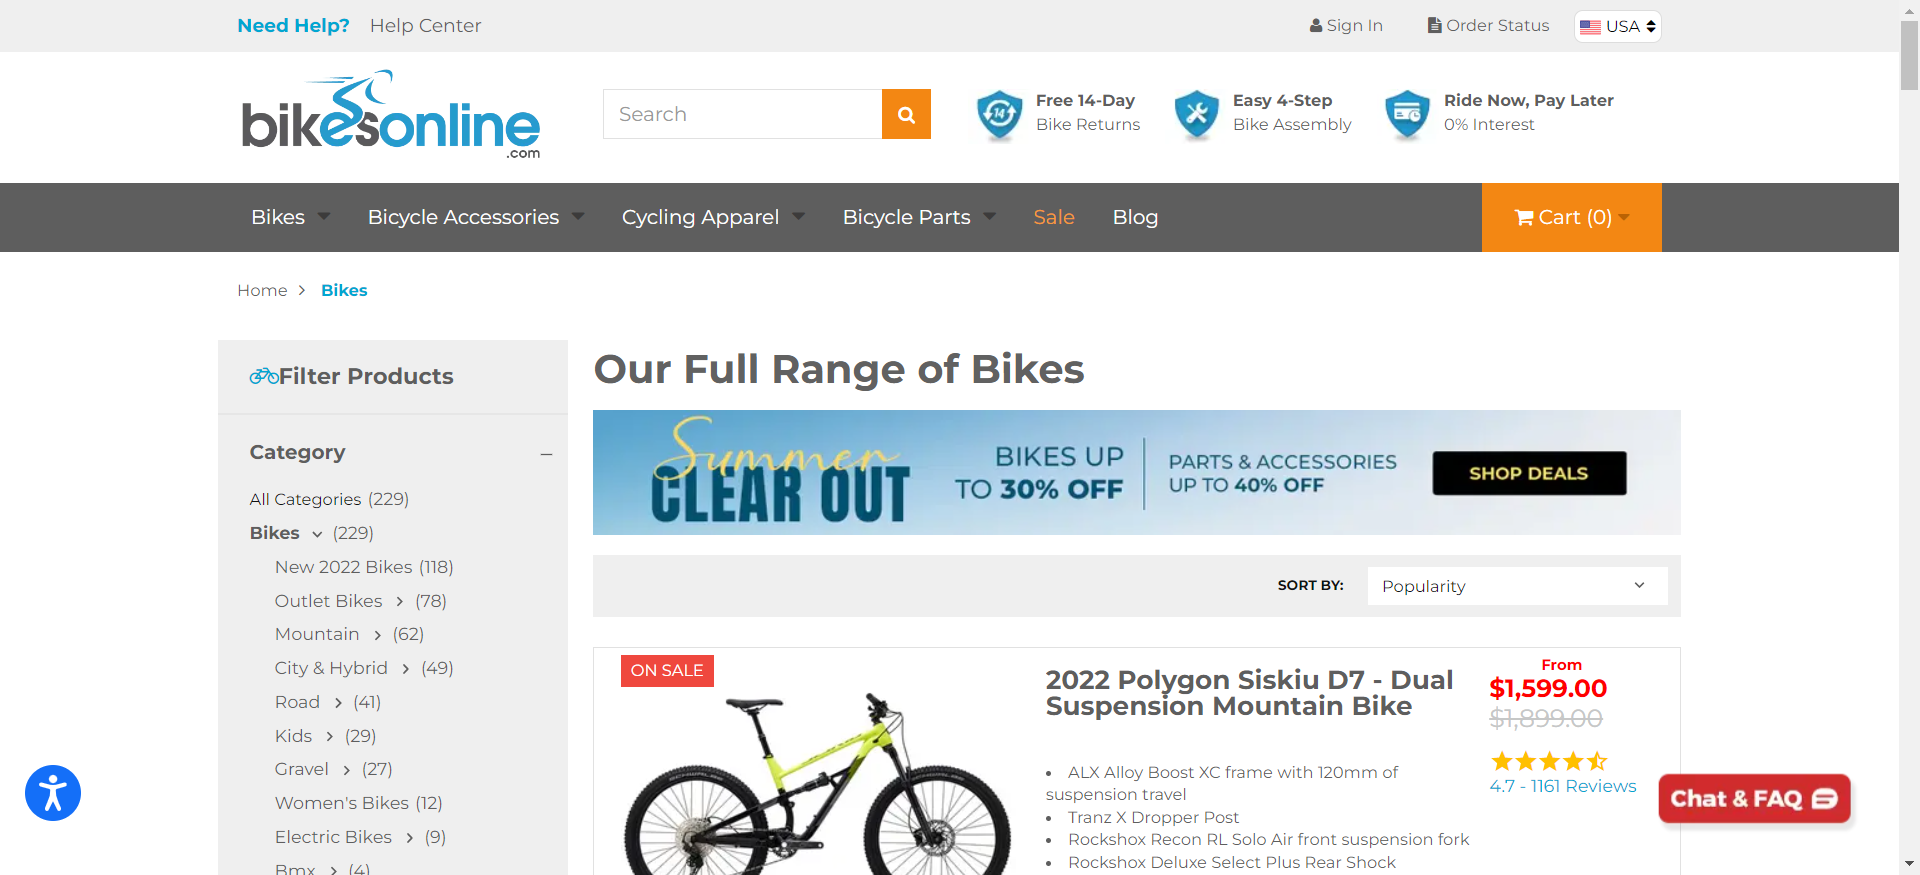 Need Help? Help Center Sign In Order Status USA
bikesonline
.com
Search
14
Free 14-Day
Bike Returns
Easy 4-Step
Bike Assembly
Ride Now, Pay Later
0% Interest
Bikes Bicycle Accessories Cycling Apparel Bicycle Parts Sale Blog Cart (0)
Home > Bikes
Filter Products
Category
All Categories (229)
Bikes (229)
New 2022 Bikes (118)
Outlet Bikes > (78)
Mountain > (62)
City & Hybrid > (49)
Road > (41)
Kids > (29)
Gravel > (27)
Women's Bikes (12)
Electric Bikes > (9)
Bmx > (4)
Our Full Range of Bikes
Summer
CLEAR OUT
BIKES UP
TO 30% OFF
PARTS & ACCESSORIES
UP TO 40% OFF
SHOP DEALS
SORT BY: Popularity
ON SALE
2022 Polygon Siskiu D7 - Dual
Suspension Mountain Bike
• ALX Alloy Boost XC frame with 120mm of
suspension travel
• Tranz X Dropper Post
• Rockshox Recon RL Solo Air front suspension fork
• Rockshox Deluxe Select Plus Rear Shock
From
$1,599.00
$1,899.00
4.7 - 1161 Reviews
Chat & FAQ